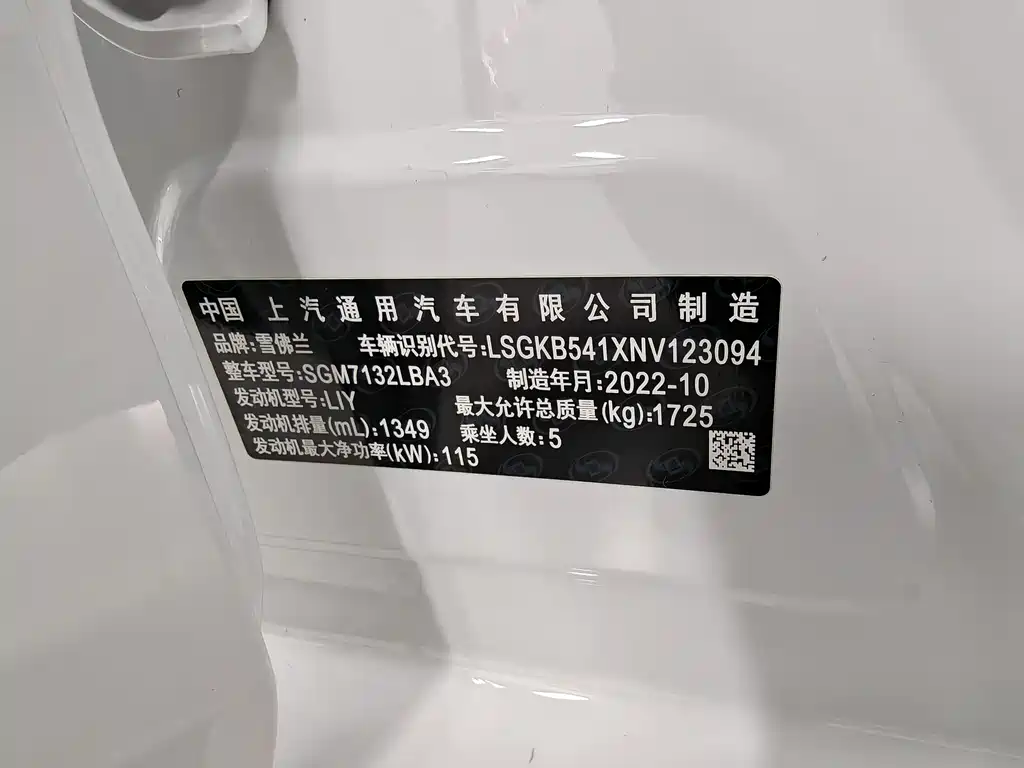 中国 上汽通用汽车有限公司制造
品牌:雪佛兰 车辆识别代号:LSGKB541XNV123094
整车型号:SGM7132LBA3 制造年月:2022-10
发动机型号:LIY 最大允许总质量(kg):1725
发动机排量(mL):1349 乘坐人数:5
发动机最大净功率(kW):115